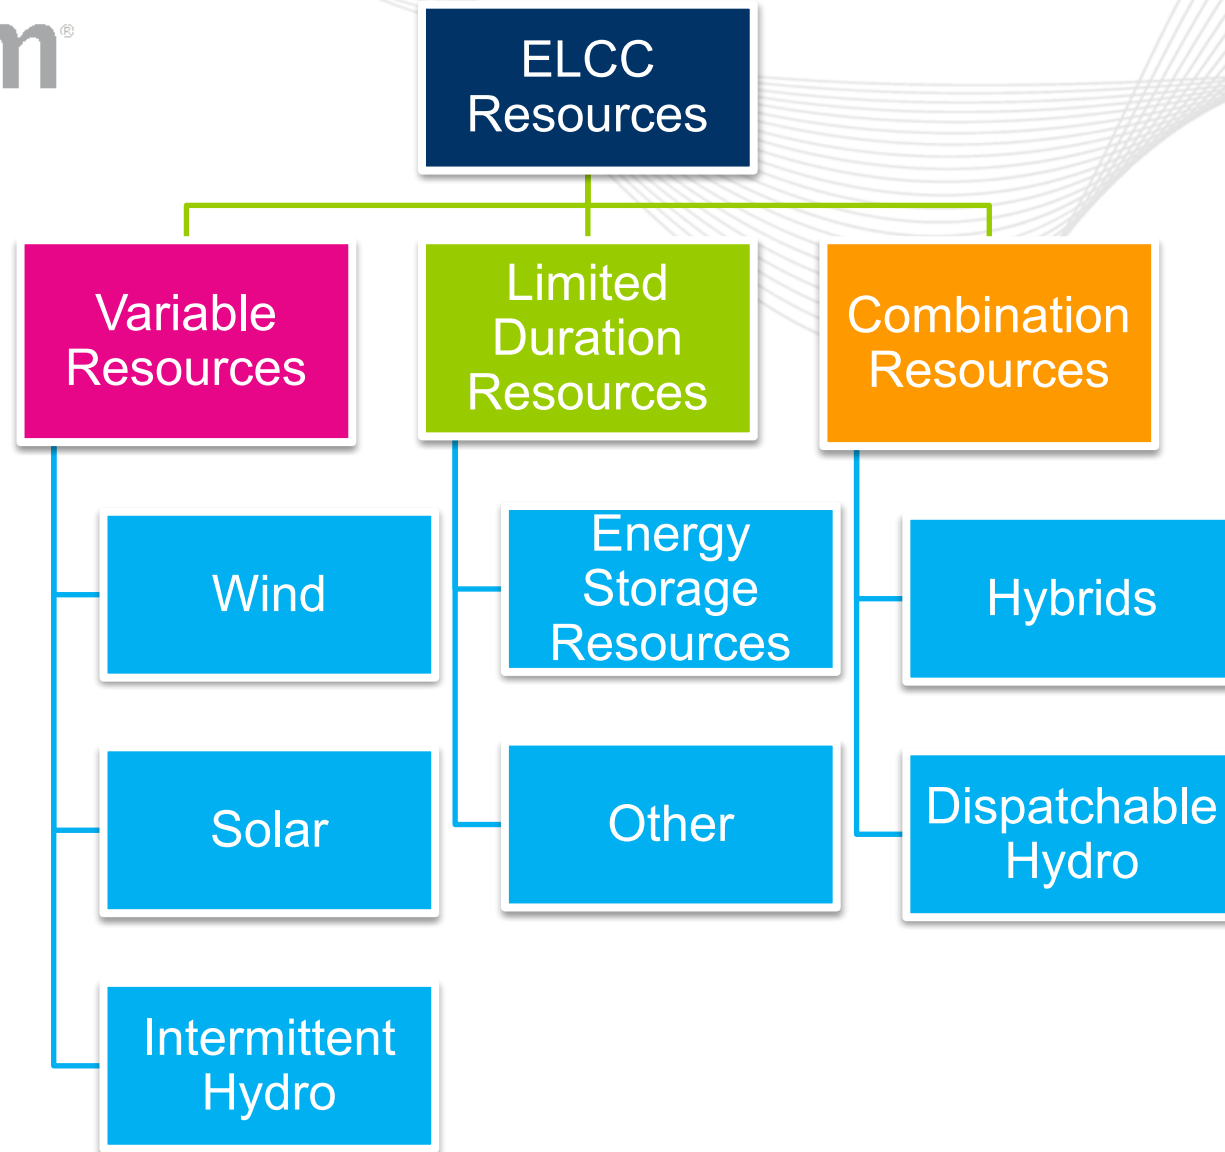 m®
ELCC
Resources
Variable
Resources
Limited
Duration
Resources
Combination
Resources
Wind
Energy
Storage
Resources
Hybrids
Solar
Other
Dispatchable
Hydro
Intermittent
Hydro